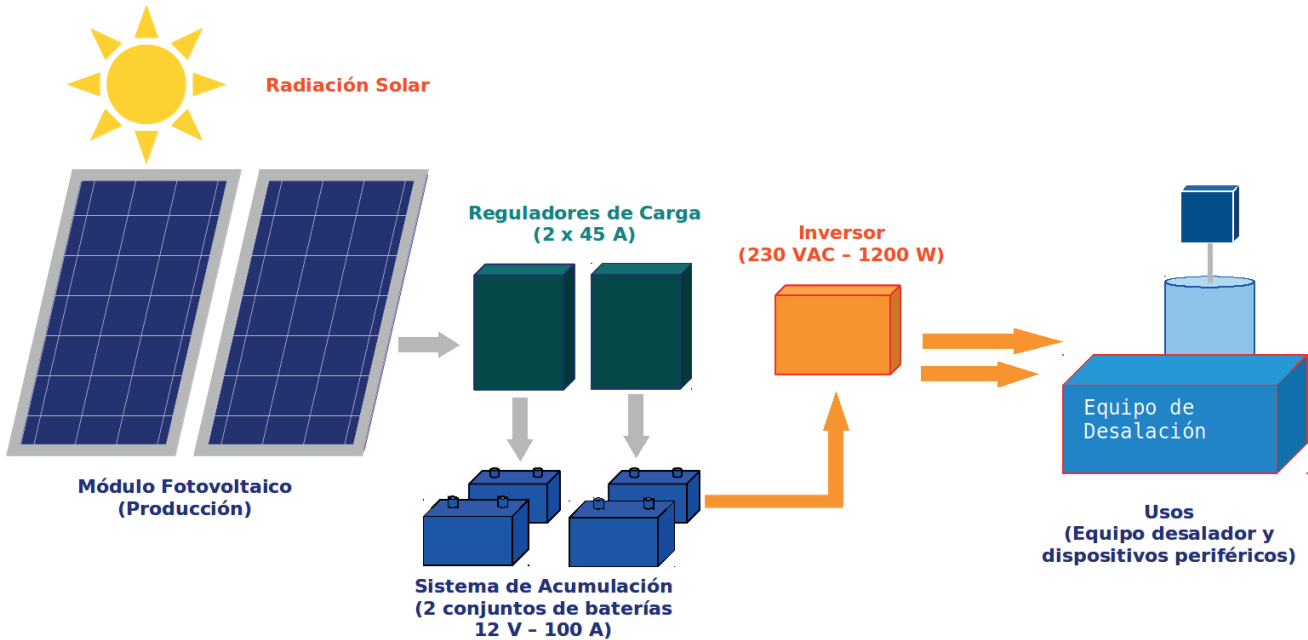 Radiación Solar
Reguladores de Carga
(2 x 45 A)
Inversor
(230 VAC – 1200 W)
Equipo de
Desalación
Módulo Fotovoltaico
(Producción)
Sistema de Acumulación
(2 conjuntos de baterías
12 V – 100 A)
Usos
(Equipo desalador y
dispositivos periféricos)